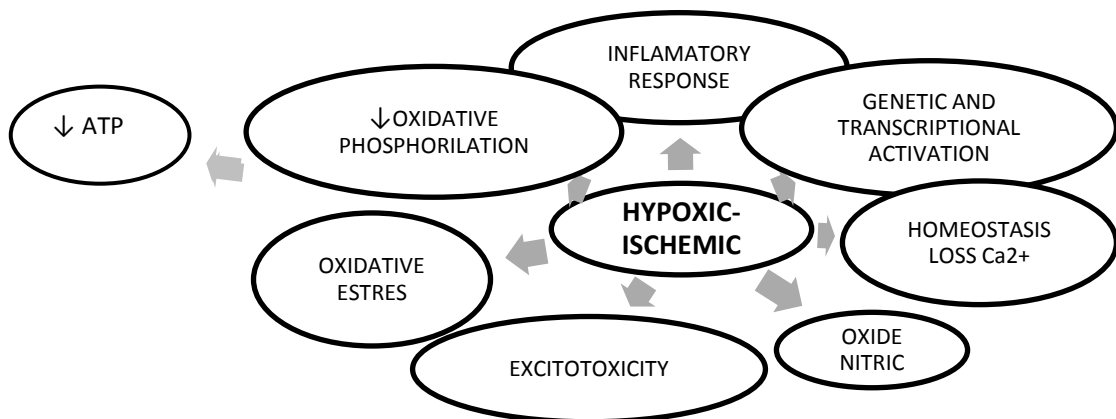 INFLAMATORY
RESPONSE
↓ ATP
↓OXIDATIVE
PHOSPHORILATION
GENETIC AND
TRANSCRIPTIONAL
ACTIVATION
HYPOXIC-
ISCHEMIC
HOMEOSTASIS
LOSS Ca2+
OXIDATIVE
ESTRES
EXCITOTOXICITY
OXIDE
NITRIC